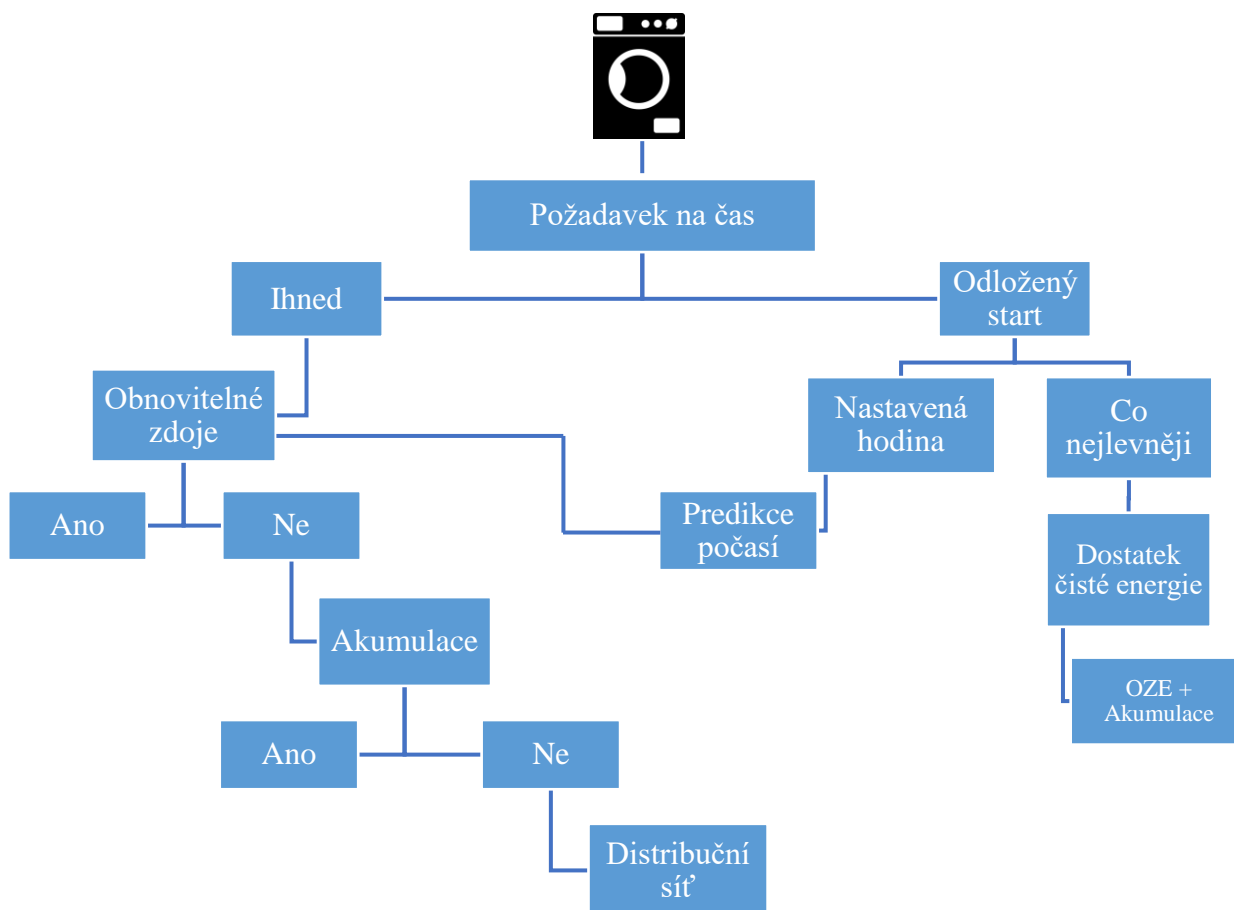 Požadavek na čas
Ihned
Odložený
start
Obnovitelné
zdoje
Nastavená
hodina
Co
nejlevněji
Ano
Ne
Predikce
počasí
Dostatek
čisté energie
Akumulace
OZE +
Akumulace
Ano
Ne
Distribuční
síť